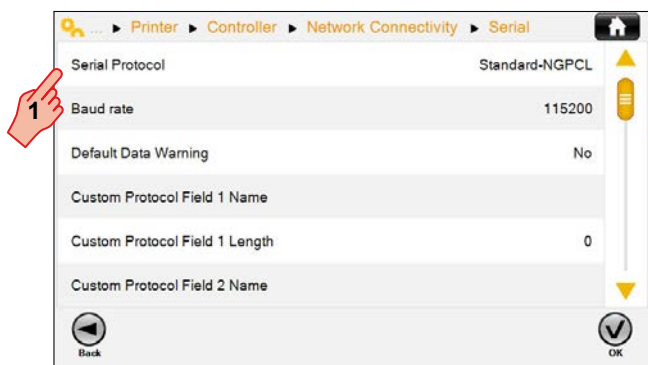 ... ► Printer ► Controller ► Network Connectivity ► Serial
Serial Protocol Standard-NGPCL
1
Baud rate 115200
Default Data Warning No
Custom Protocol Field 1 Name
Custom Protocol Field 1 Length 0
Custom Protocol Field 2 Name
Back OK